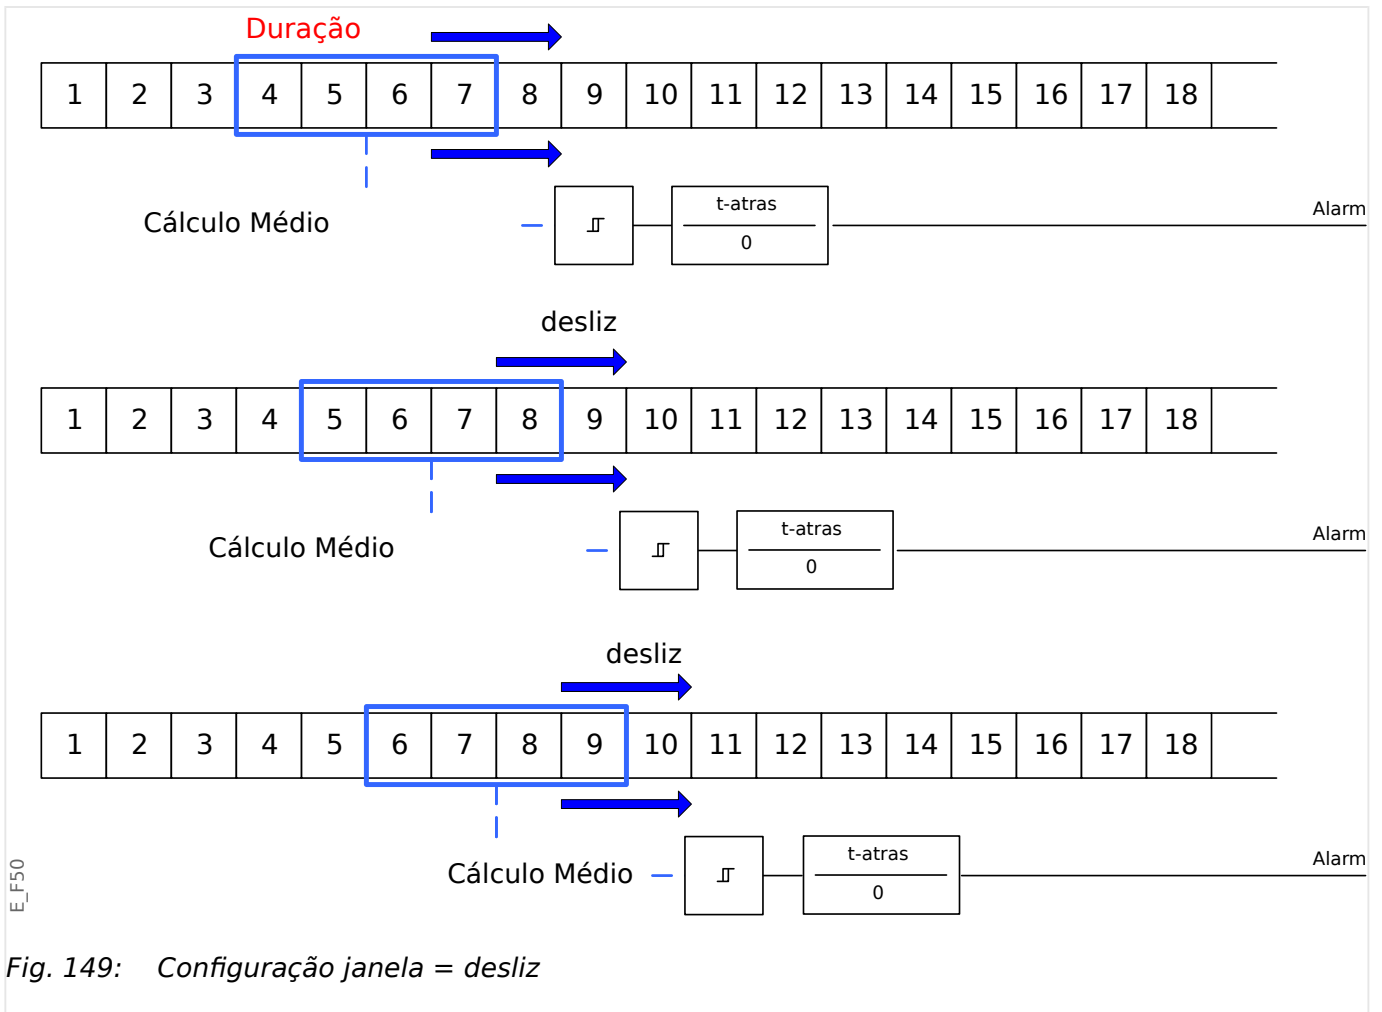 Duração
1 2 3 4 5 6 7 8 9 10 11 12 13 14 15 16 17 18
Cálculo Médio
t-atras
0
Alarm
desliz
1 2 3 4 5 6 7 8 9 10 11 12 13 14 15 16 17 18
Cálculo Médio
t-atras
0
Alarm
desliz
1 2 3 4 5 6 7 8 9 10 11 12 13 14 15 16 17 18
Cálculo Médio
t-atras
0
Alarm
E_F50
Fig. 149: Configuração janela = desliz